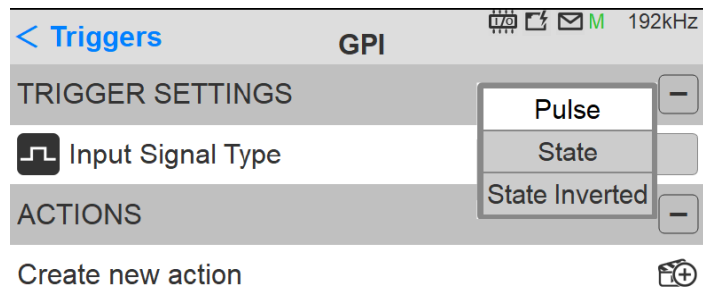 < Triggers
GPI
I/O
M 192kHz
TRIGGER SETTINGS
Input Signal Type
Pulse
State
State Inverted
ACTIONS
Create new action